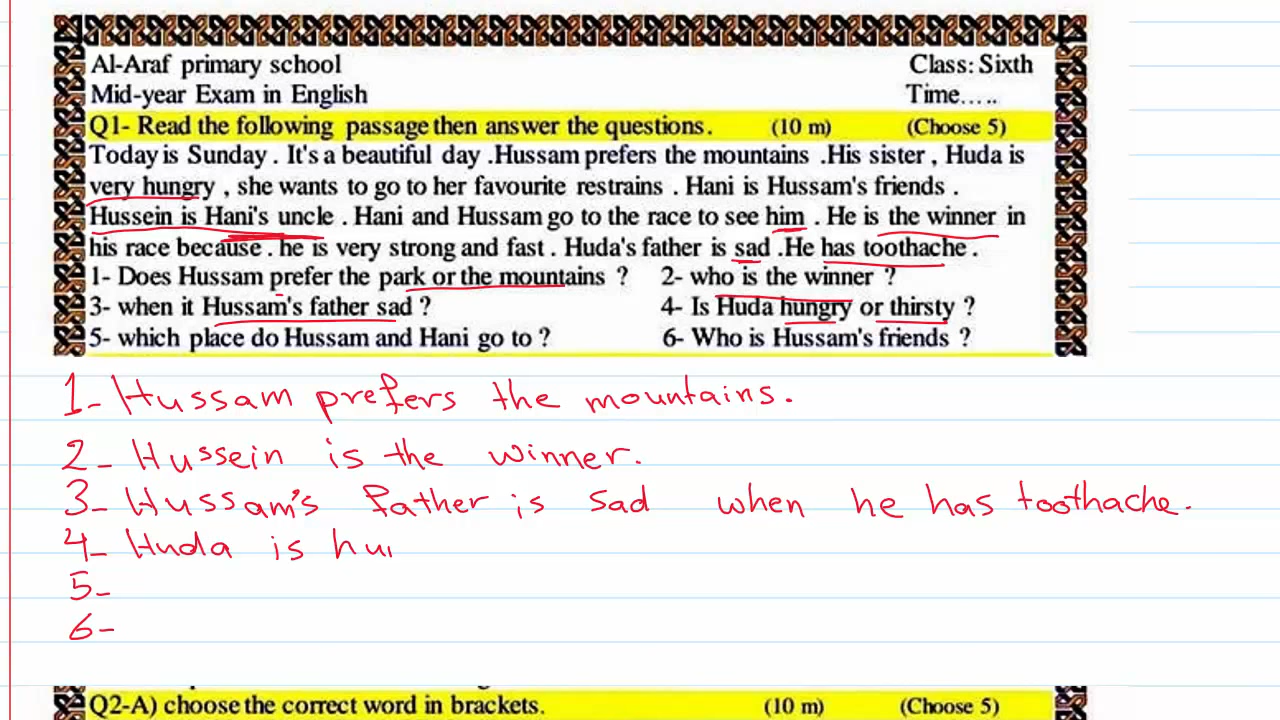 Al-Araf primary school Class: Sixth
Mid-year Exam in English Time.....
Q1- Read the following passage then answer the questions. (10 m) (Choose 5)
Today is Sunday . It's a beautiful day .Hussam prefers the mountains .His sister , Huda is
very hungry , she wants to go to her favourite restrains . Hani is Hussam's friends .
Hussein is Hani's uncle . Hani and Hussam go to the race to see him . He is the winner in
his race because . he is very strong and fast . Huda's father is sad .He has toothache .
1- Does Hussam prefer the park or the mountains ? 2- who is the winner ?
3- when it Hussam's father sad ? 4- Is Huda hungry or thirsty ?
5- which place do Hussam and Hani go to ? 6- Who is Hussam's friends ?
1- Hussam prefers the mountains.
2- Hussein is the winner.
3- Hussam's father is sad when he has toothache.
4- Huda is hu
5-
6-
Q2-A) choose the correct word in brackets. (10 m) (Choose 5)